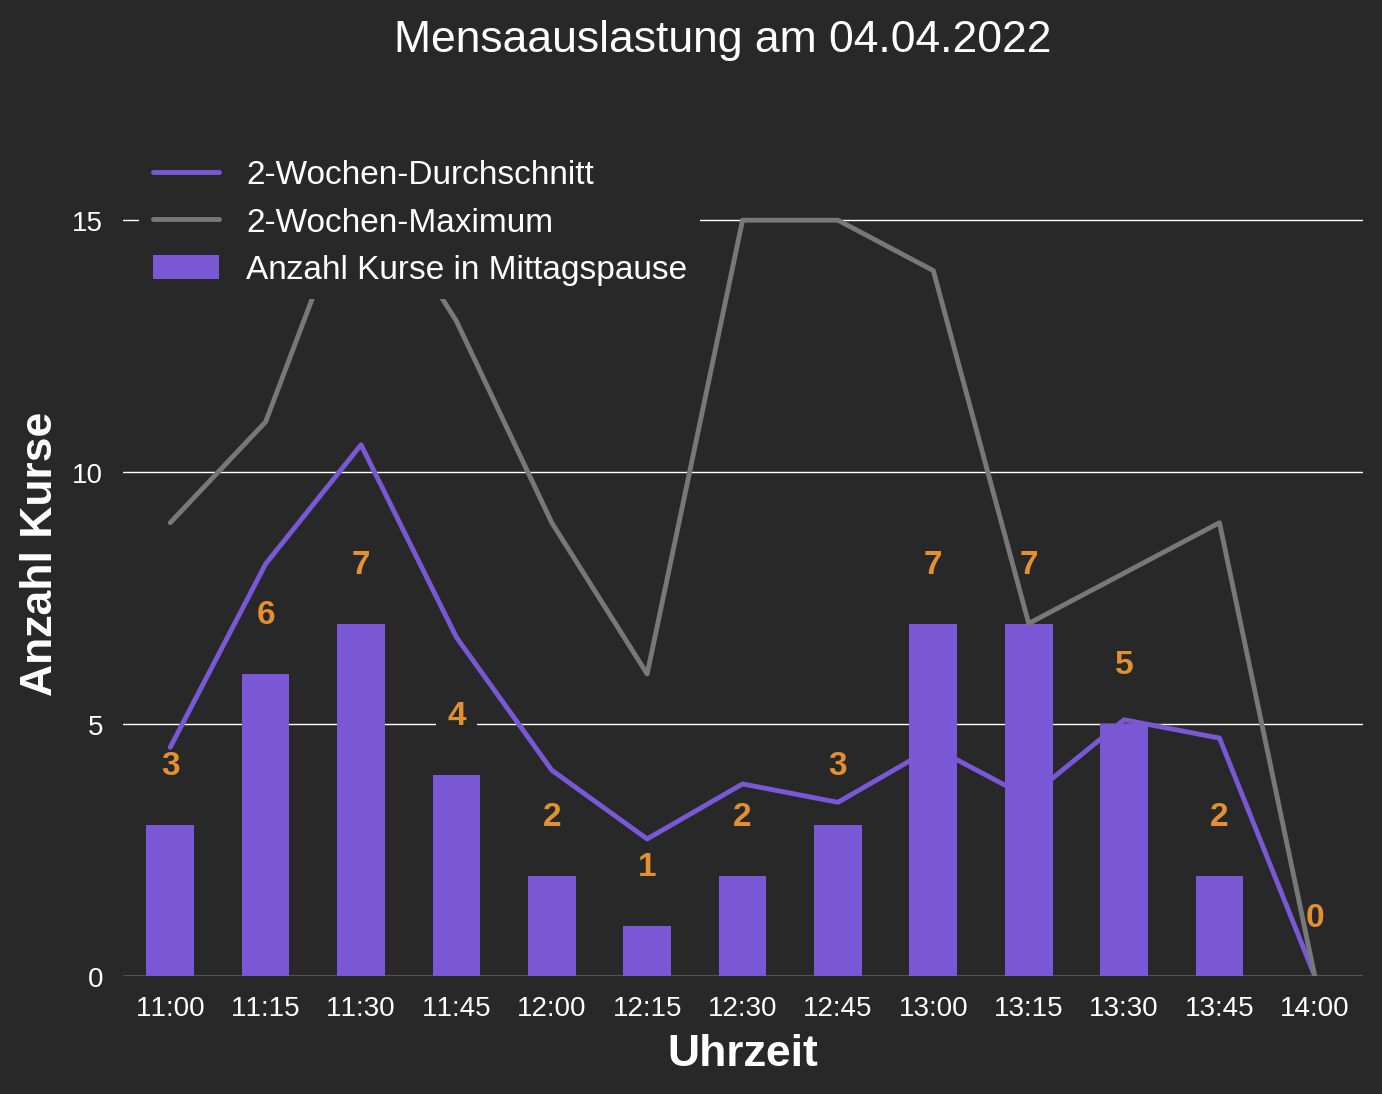 Mensaauslastung am 04.04.2022
2-Wochen-Durchschnitt
2-Wochen-Maximum
Anzahl Kurse in Mittagspause
Anzahl Kurse
15
10
5
0
3
6
7
4
2
1
2
3
7
7
5
2
0
11:00 11:15 11:30 11:45 12:00 12:15 12:30 12:45 13:00 13:15 13:30 13:45 14:00
Uhrzeit